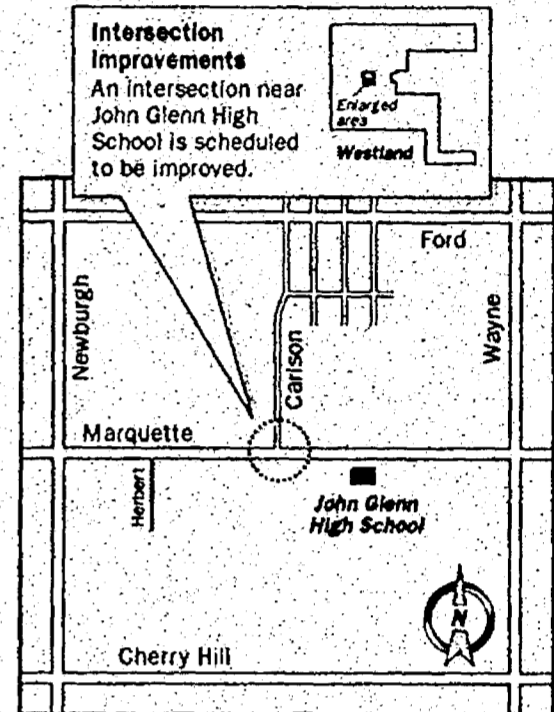 Intersection
Improvements
An intersection near
John Glenn High
School is scheduled
to be improved.
Enlarged
area
Westland
Ford
Newburgh
Carlson
Wayne
Marquette
Herbert
John Glenn
High School
N
Cherry Hill